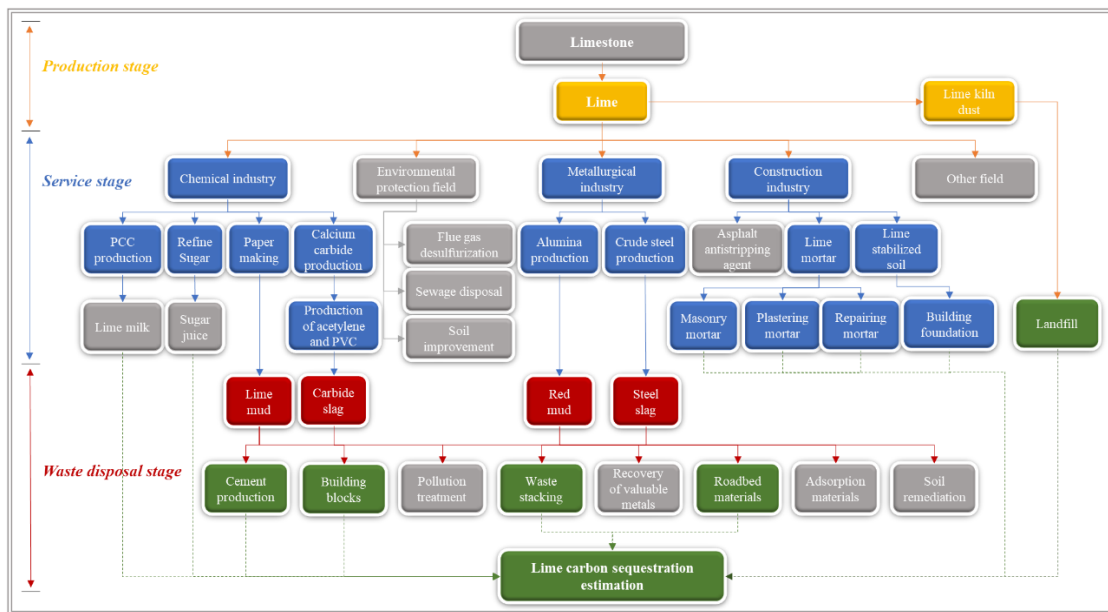 Limestone
Production stage
Lime
Lime kiln
dust
Service stage
Chemical industry
Environmental
protection field
Metallurgical
industry
Construction
industry
Other field
PCC
production
Refine
Sugar
Paper
making
Calcium
carbide
production
Flue gas
desulfurization
Alumina
production
Crude steel
production
Asphalt
antistripping
agent
Lime
mortar
Lime
stabilized
soil
Sewage disposal
Lime milk
Sugar
juice
Production
of acetylene
and PVC
Soil
improvement
Masonry
mortar
Plastering
mortar
Repairing
mortar
Building
foundation
Landfill
Lime
mud
Carbide
slag
Red
mud
Steel
slag
Waste disposal stage
Cement
production
Building
blocks
Pollution
treatment
Waste
stacking
Recovery
of valuable
metals
Roadbed
materials
Adsorption
materials
Soil
remediation
Lime carbon sequestration
estimation